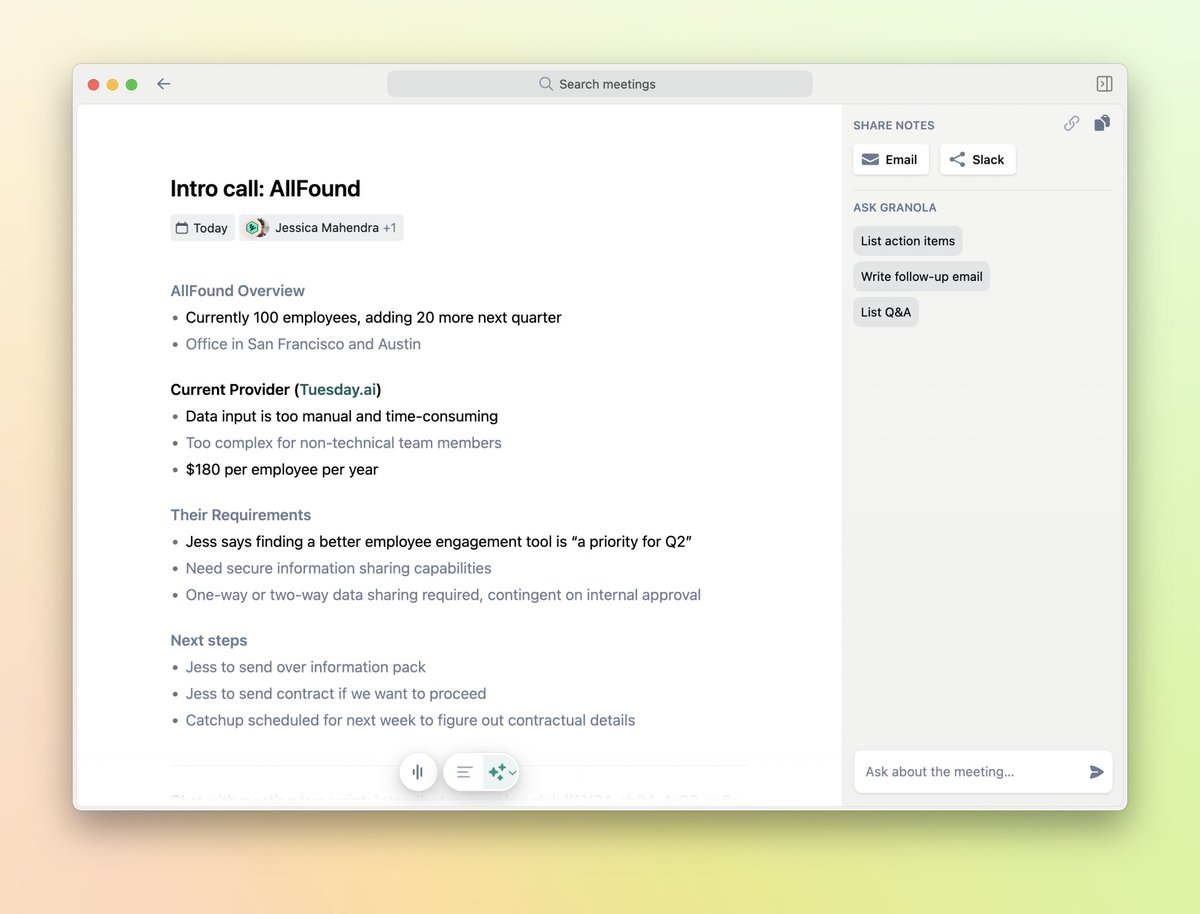 Search meetings
Intro call: AllFound
Today
Jessica Mahendra +1
AllFound Overview
• Currently 100 employees, adding 20 more next quarter
• Office in San Francisco and Austin
Current Provider (Tuesday.ai)
• Data input is too manual and time-consuming
• Too complex for non-technical team members
• $180 per employee per year
Their Requirements
• Jess says finding a better employee engagement tool is “a priority for Q2”
• Need secure information sharing capabilities
• One-way or two-way data sharing required, contingent on internal approval
Next steps
• Jess to send over information pack
• Jess to send contract if we want to proceed
• Catchup scheduled for next week to figure out contractual details
Chat with meeting transcript:
SHARE NOTES
Email
Slack
ASK GRANOLA
List action items
Write follow-up email
List Q&A
Ask about the meeting...